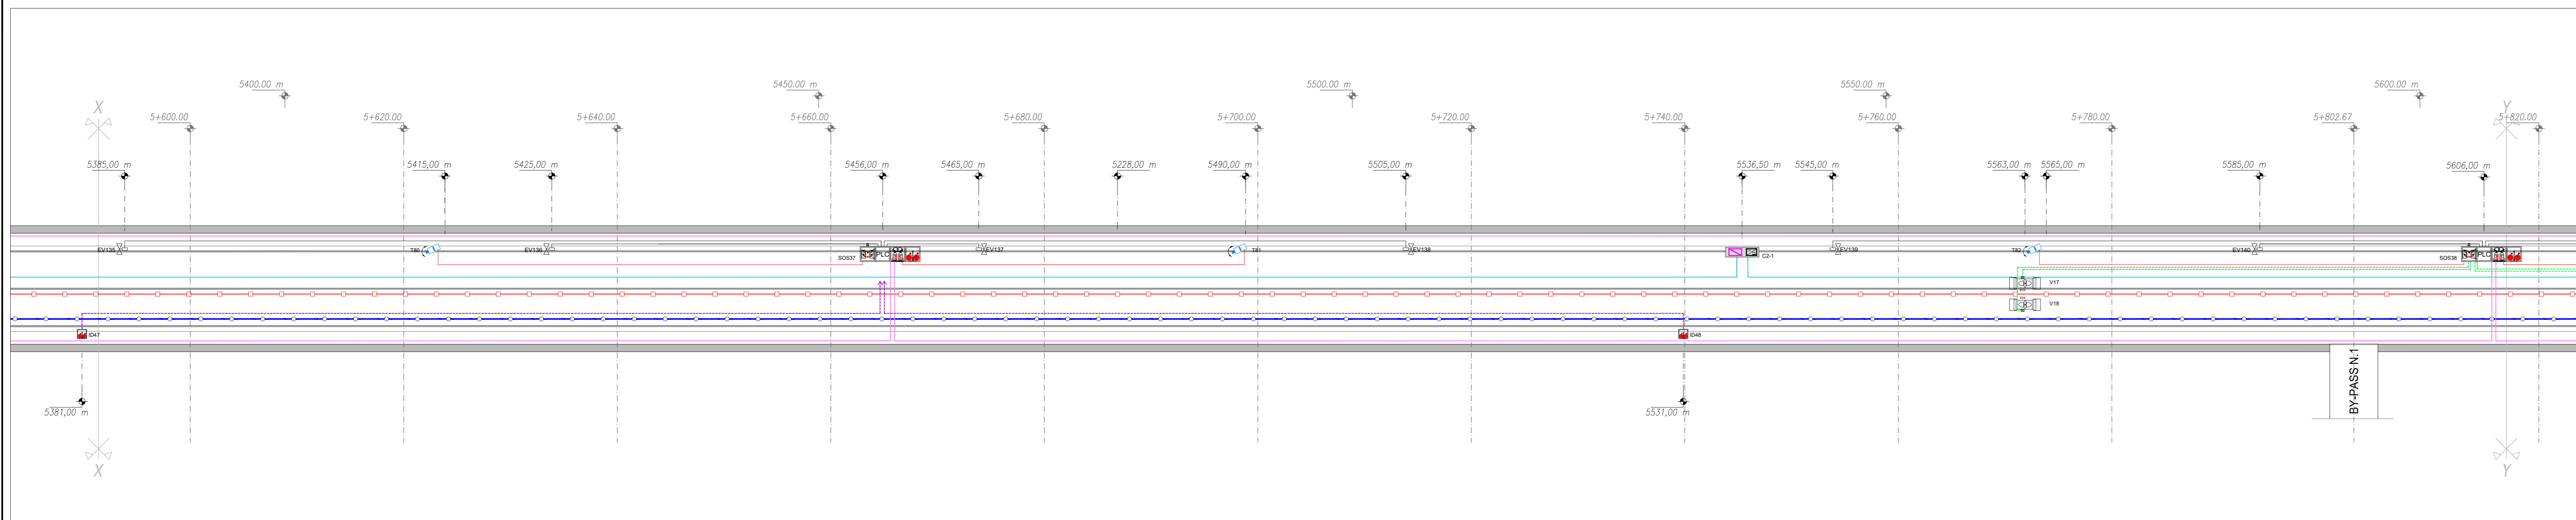 5400.00 m 5450.00 m 5500.00 m 5550.00 m 5600.00 m
X Y
5+600.00 5+620.00 5+640.00 5+660.00 5+680.00 5+700.00 5+720.00 5+740.00 5+760.00 5+780.00 5+802.67 5+820.00
5385,00 m 5415,00 m 5425,00 m 5456,00 m 5465,00 m 5228,00 m 5490,00 m 5505,00 m 5536,50 m 5545,00 m 5563,00 m 5565,00 m 5585,00 m 5606,00 m
EV135 T80 EV136 PLC EV137 T81 EV138 EV139 T82 EV140 PLC
SOS37 C2-1 SOS38
V17
V18
ID47 ID48
BY-PASS N.1
5381,00 m 5531,00 m
X Y